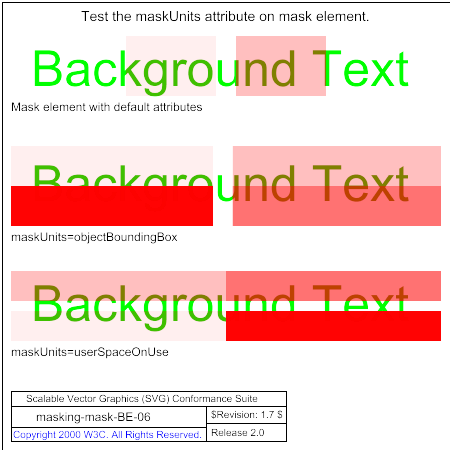 Test the maskUnits attribute on mask element.
Background Text
Mask element with default attributes
Background Text
maskUnits=objectBoundingBox
Background Text
maskUnits=userSpaceOnUse
Scalable Vector Graphics (SVG) Conformance Suite
masking-mask-BE-06
$Revision: 1.7 $
Copyright 2000 W3C. All Rights Reserved.
Release 2.0